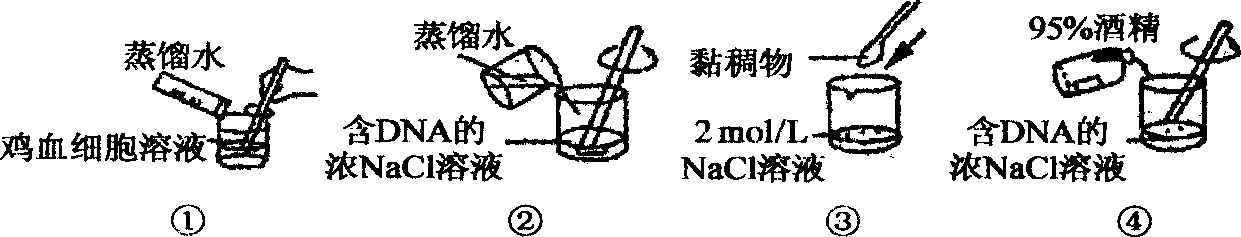 蒸馏水
鸡血细胞溶液
①
蒸馏水
含DNA的
浓NaCl溶液
②
黏稠物
2 mol/L
NaCl溶液
③
95%酒精
含DNA的
浓NaCl溶液
④